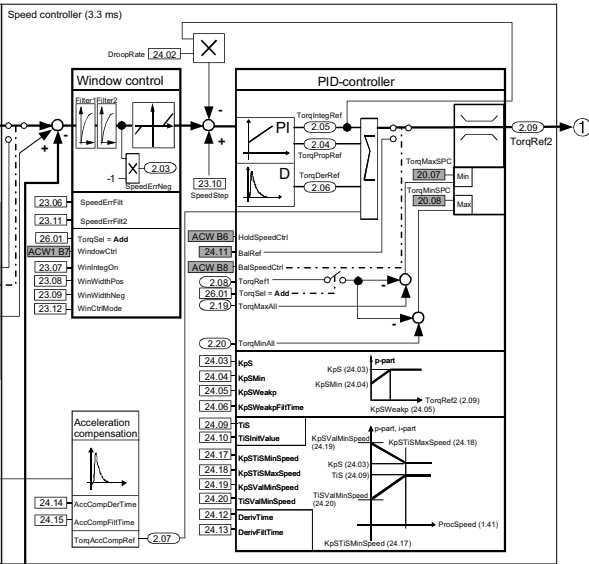 Speed controller (3.3 ms)
DroopRate 24.02
X
Window control
Filter1 Filter2
-
+
-1
X
2.03
SpeedErrNeg
23.06 SpeedErrFilt
23.11 SpeedErrFilt2
26.01 TorqSel = Add
ACW1 B7 WindowCtrl
23.07 WinIntegOn
23.08 WinWidthPos
23.09 WinWidthNeg
23.12 WinCtrlMode
-
+
23.10
SpeedStep
PID-controller
PI
D
TorqIntegRef
2.05
2.04
TorqPropRef
TorqDerRef
2.06
2.09
TorqRef2
1
TorqMaxSPC
20.07 Min
TorqMinSPC
20.08 Max
ACW B6 HoldSpeedCtrl
24.11 BalRef
ACW B8 BalSpeedCtrl
2.08 TorqRef1
26.01 TorqSel = Add
2.19 TorqMaxAll
-
-
2.20 TorqMinAll
24.03 KpS
24.04 KpSMin
24.05 KpSWeakp
24.06 KpSWeakpFiltTime
p-part
KpS (24.03)
KpSMin (24.04)
TorqRef2 (2.09)
KpSWeakp (24.05)
24.09 TiS
24.10 TiSInitValue
24.17 KpSTiSMinSpeed
24.18 KpSTiSMaxSpeed
24.19 KpSValMinSpeed
24.20 TiSValMinSpeed
24.12 DerivTime
24.13 DerivFiltTime
p-part, i-part
KpSValMinSpeed
(24.19)
KpSTiSMaxSpeed (24.18)
KpS (24.03)
TiS (24.09)
TiSValMinSpeed
(24.20)
ProcSpeed (1.41)
KpSTiSMinSpeed (24.17)
Acceleration
compensation
24.14 AccCompDerTime
24.15 AccCompFiltTime
TorqAccCompRef 2.07